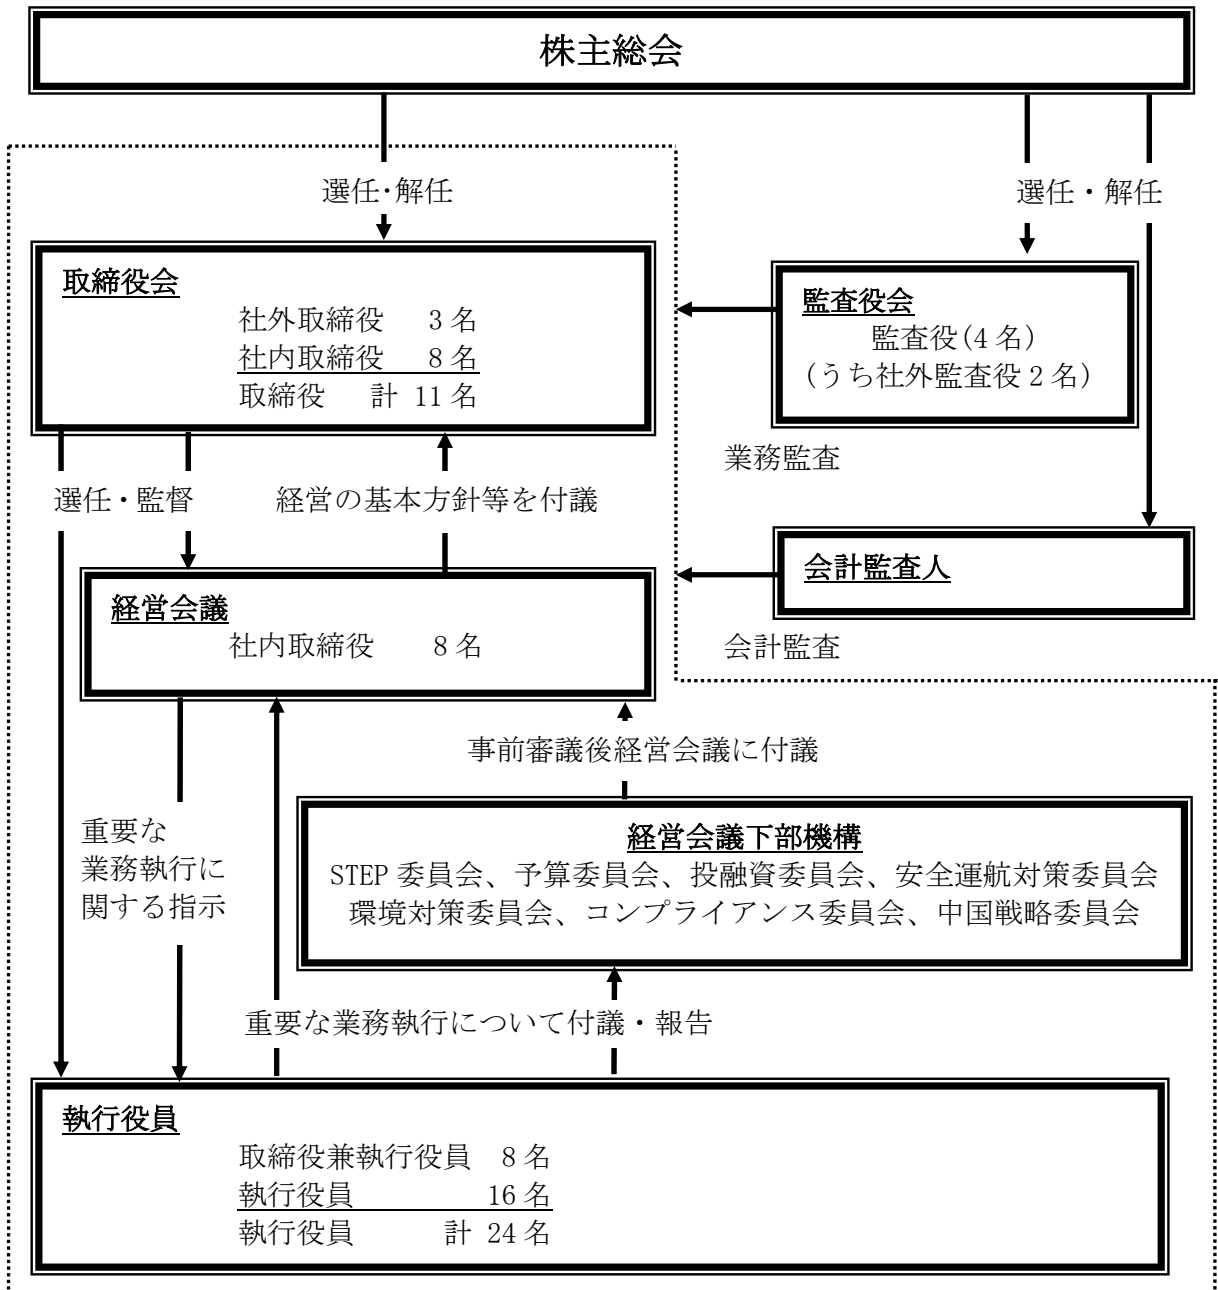 株主総会
選任・解任
選任・解任
取締役会
社外取締役 3名
社内取締役 8名
取締役 計 11名
監査役会
監査役(4名)
(うち社外監査役2名)
業務監査
選任・監督
経営の基本方針等を付議
会計監査人
会計監査
経営会議
社内取締役 8名
事前審議後経営会議に付議
重要な
業務執行に
関する指示
経営会議下部機構
STEP委員会、予算委員会、投融資委員会、安全運航対策委員会
環境対策委員会、コンプライアンス委員会、中国戦略委員会
重要な業務執行について付議・報告
執行役員
取締役兼執行役員 8名
執行役員 16名
執行役員 計 24名